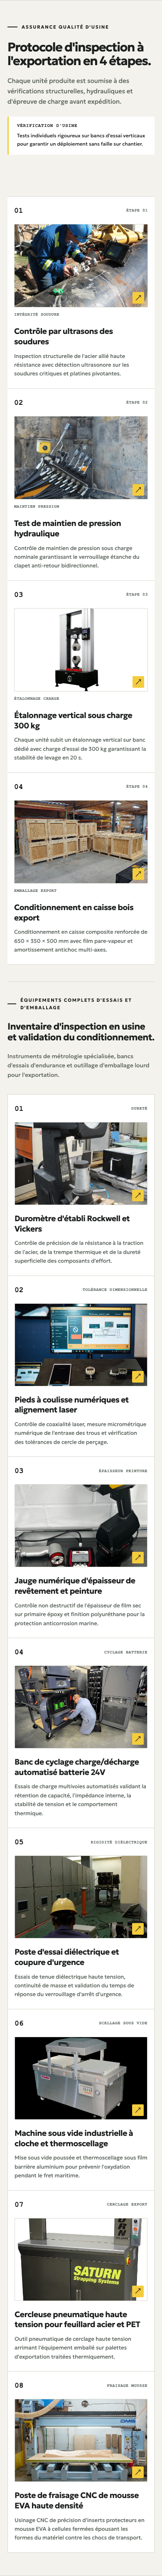 ASSURANCE QUALITÉ D'USINE
Protocole d'inspection à
l'exportation en 4 étapes.
Chaque unité produite est soumise à des
vérifications structurelles, hydrauliques et
d'épreuve de charge avant expédition.
VÉRIFICATION D'USINE
Tests individuels rigoureux sur bancs d'essai verticaux
pour garantir un déploiement sans faille sur chantier.
01
ÉTAPE 01
INTÉGRITÉ SOUDURE
Contrôle par ultrasons des
soudures
Inspection structurelle de l'acier allié haute
résistance avec détection ultrasonore sur les
soudures critiques et platines pivotantes.
02
ÉTAPE 02
MAINTIEN PRESSION
Test de maintien de pression
hydraulique
Contrôle de maintien de pression sous charge
nominale garantissant le verrouillage étanche du
clapet anti-retour bidirectionnel.
03
ÉTAPE 03
ÉTALONNAGE CHARGE
Étalonnage vertical sous charge
300 kg
Chaque unité subit un étalonnage vertical sur banc
dédié avec charge d'essai de 300 kg garantissant la
stabilité de levage en 20 s.
04
ÉTAPE 04
EMBALLAGE EXPORT
Conditionnement en caisse bois
export
Conditionnement en caisse composite renforcée de
650 × 350 × 500 mm avec film pare-vapeur et
amortissement antichoc multi-axes.
ÉQUIPEMENTS COMPLETS D'ESSAIS ET
D'EMBALLAGE
Inventaire d'inspection en usine
et validation du conditionnement.
Instruments de métrologie spécialisée, bancs
d'essai d'endurance et outillage d'emballage lourd
pour l'exportation.
01
DURETÉ
Duromètre d'établi Rockwell et
Vickers
Contrôle de précision de la résistance à la traction
de l'acier, de la trempe thermique et de la dureté
superficielle des composants d'effort.
02
TOLÉRANCE DIMENSIONNELLE
Pieds à coulisse numériques et
alignement laser
Contrôle de coaxialité laser, mesure micrométrique
numérique de l'entraxe des trous et vérification
des tolérances de cercle de perçage.
03
ÉPAISSEUR PEINTURE
Jauge numérique d'épaisseur de
revêtement et peinture
Contrôle non destructif de l'épaisseur de film sec
sur primaire époxy et finition polyuréthane pour la
protection anticorrosion marine.
04
CYCLAGE BATTERIE
Banc de cyclage charge/décharge
automatisé batterie 24V
Essais de charge multivoies automatisés validant la
rétention de capacité, l'impédance interne, la
stabilité de tension et le comportement
thermique.
05
RIGIDITÉ DIÉLECTRIQUE
Poste d'essai diélectrique et
coupure d'urgence
Essais de tenue diélectrique haute tension,
continuité de masse et validation du temps de
réponse du verrouillage d'arrêt d'urgence.
06
SCELLAGE SOUS VIDE
Machine sous vide industrielle à
cloche et thermoscellage
Mise sous vide poussée et thermoscellage sous film
barrière aluminium pour prévenir l'oxydation
pendant le fret maritime.
07
CERCLAGE EXPORT
SATURN
Strapping Systems
Cercleuse pneumatique haute
tension pour feuillard acier et PET
Outil pneumatique de cerclage haute tension
arrimant l'équipement emballé sur palettes
d'exportation traitées thermiquement.
08
FRAISAGE MOUSSE
Poste de fraisage CNC de mousse
EVA haute densité
Usinage CNC de précision d'inserts protecteurs en
mousse EVA à cellules fermées épousant les
formes du matériel contre les chocs de transport.